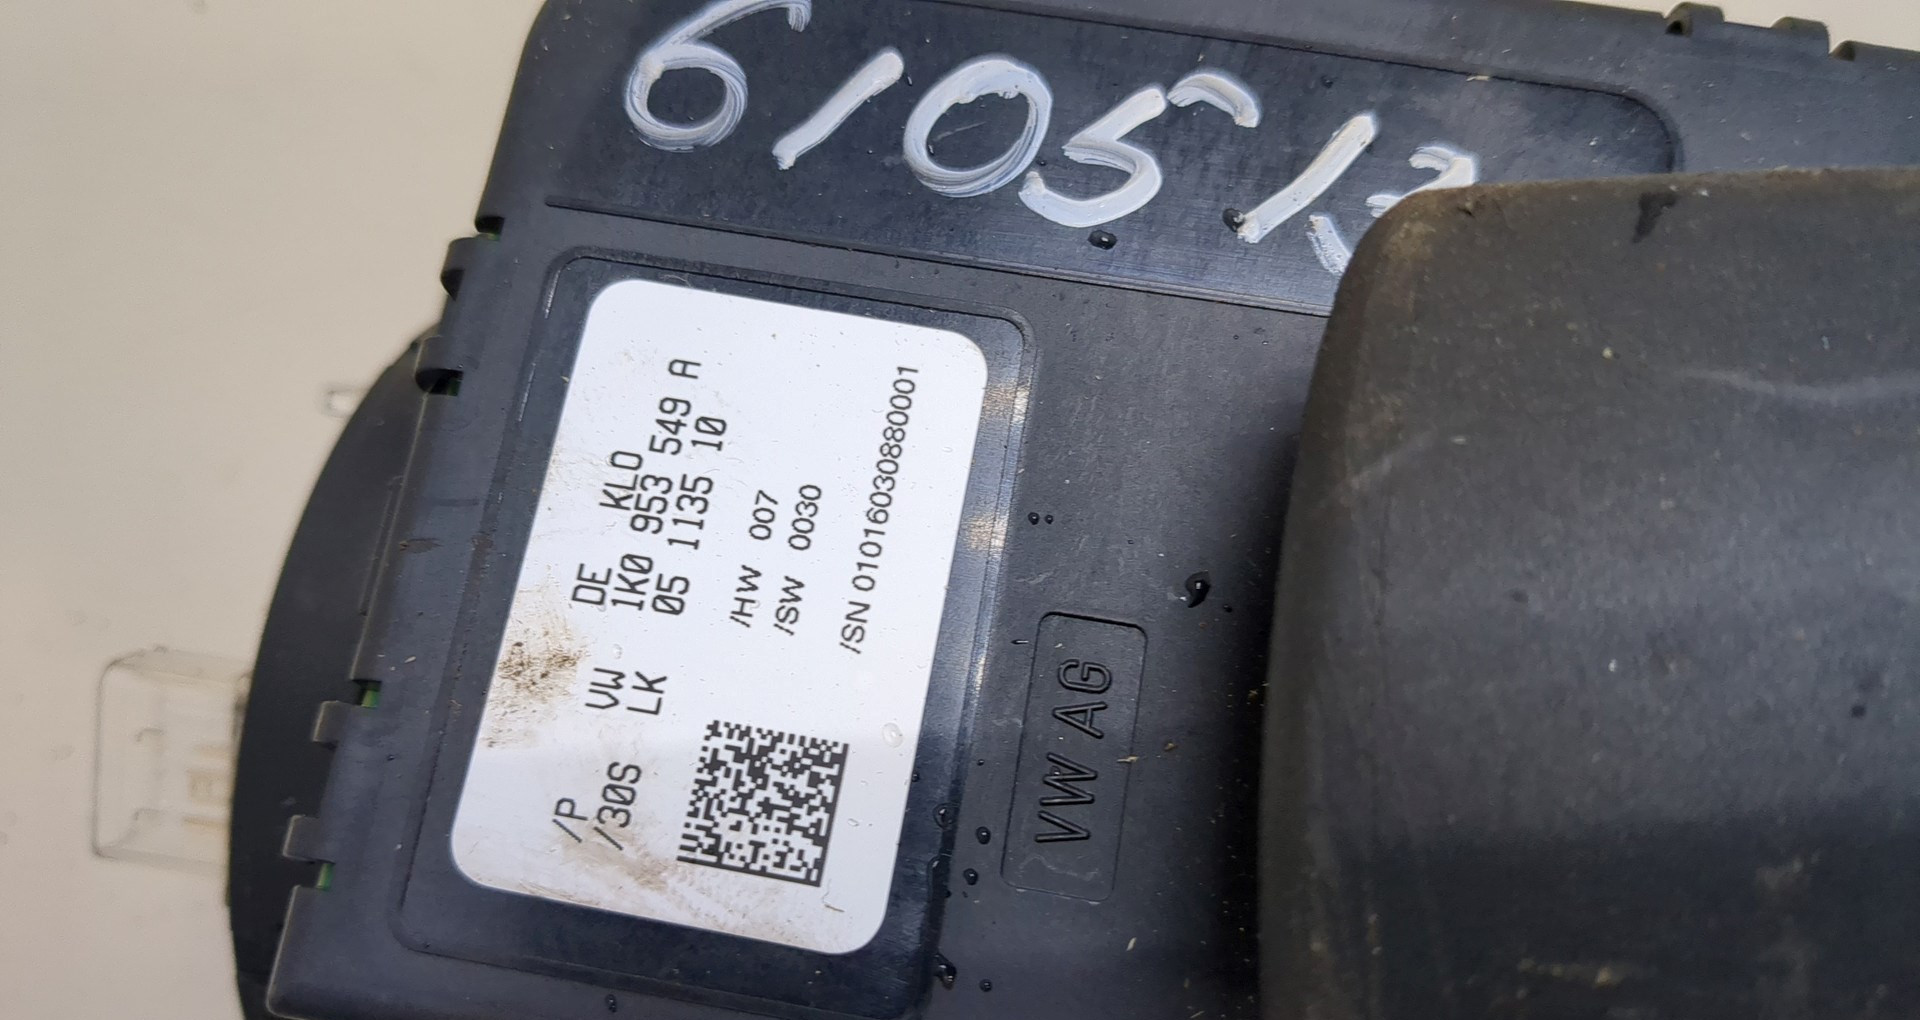 610513
/P VW DE KLO
/30S LK 1K0 953 549 A
05 1135 10
/HW 007
/SW 0030
/SN 01016030880001
VW AG